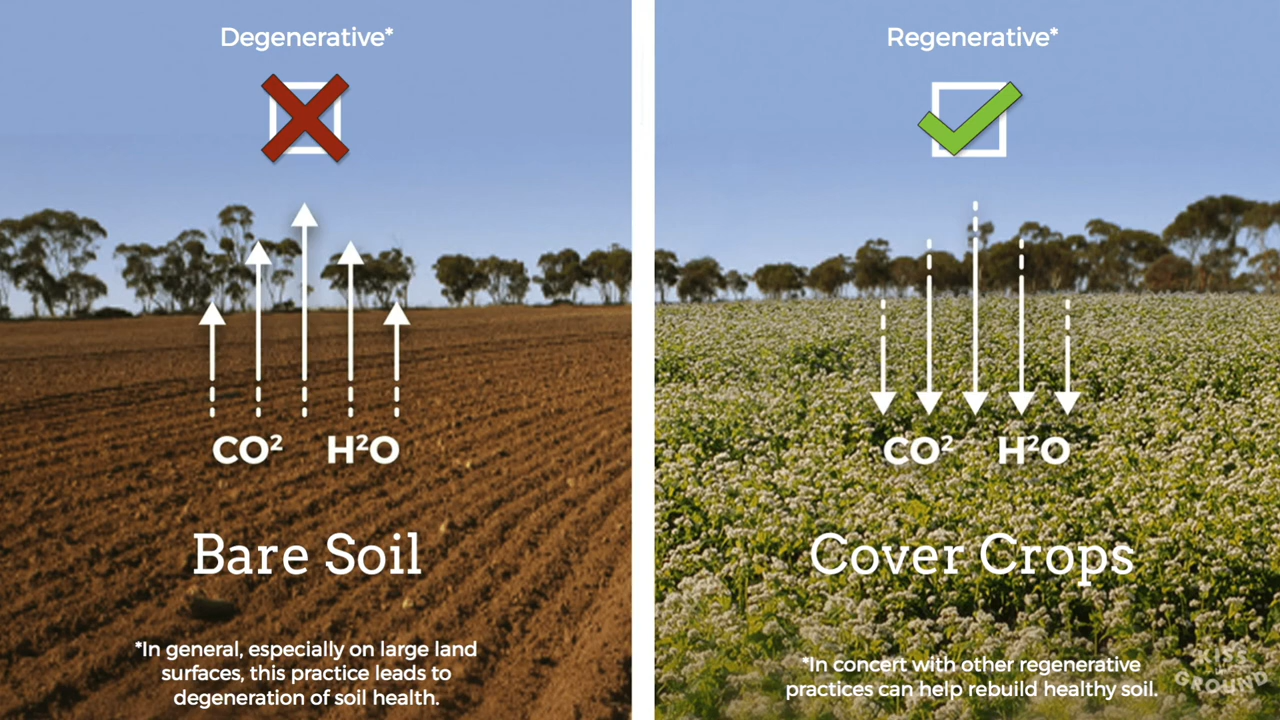 Degenerative*
CO² H²O
Bare Soil
*In general, especially on large land
surfaces, this practice leads to
degeneration of soil health.
Regenerative*
CO² H²O
Cover Crops
*In concert with other regenerative
practices can help rebuild healthy soil.
KISS
THE
GROUND